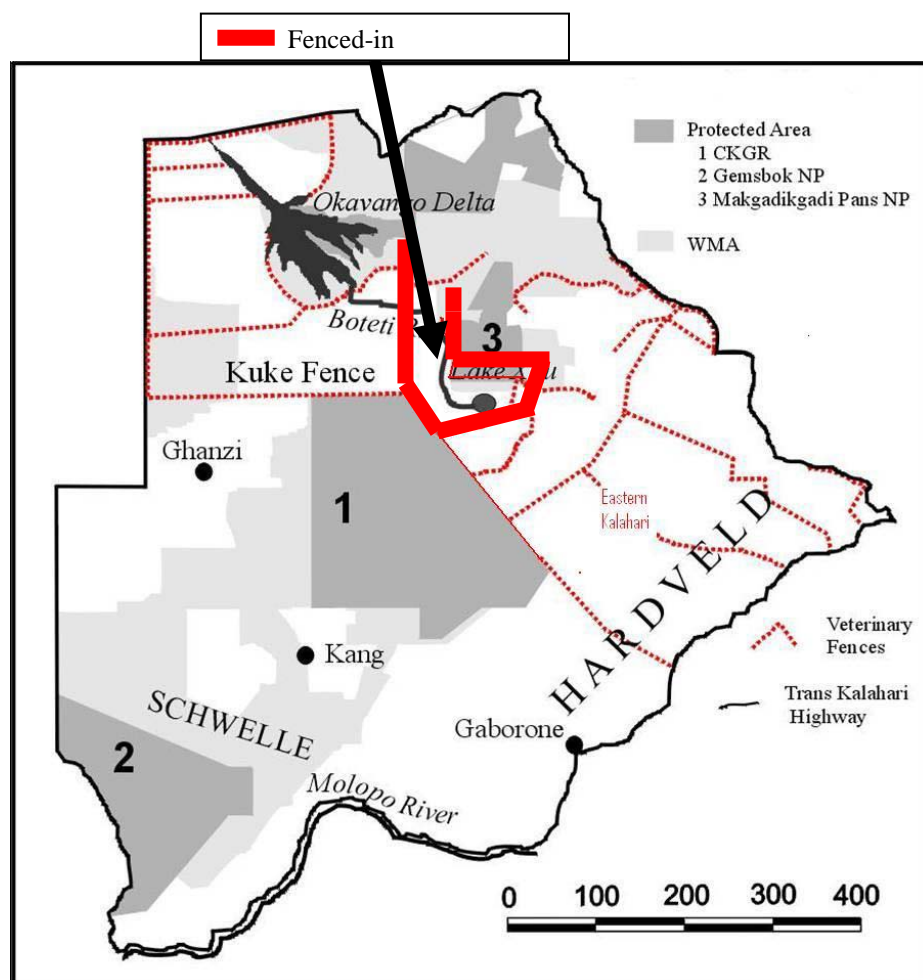 Fenced-in
Protected Area
1 CKGR
2 Gemsbok NP
3 Makgadikgadi Pans NP
WMA
Okavango Delta
Boteti
3
Lake
Kuke Fence
Ghanzi
1
Eastern
Kalahari
HARDVELD
Kang
Veterinary
Fences
Trans Kalahari
Highway
SCHWELLE
Gaborone
2
Molopo River
0 100 200 300 400